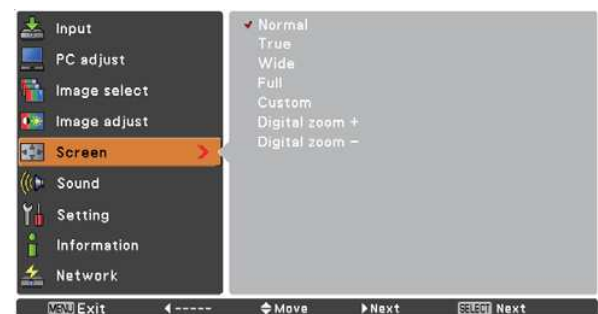 Input
PC adjust
Image select
Image adjust
Screen
Sound
Setting
Information
Network
✔ Normal
True
Wide
Full
Custom
Digital zoom +
Digital zoom –
MENU Exit ◀----- ◆Move ▶Next SELECT Next